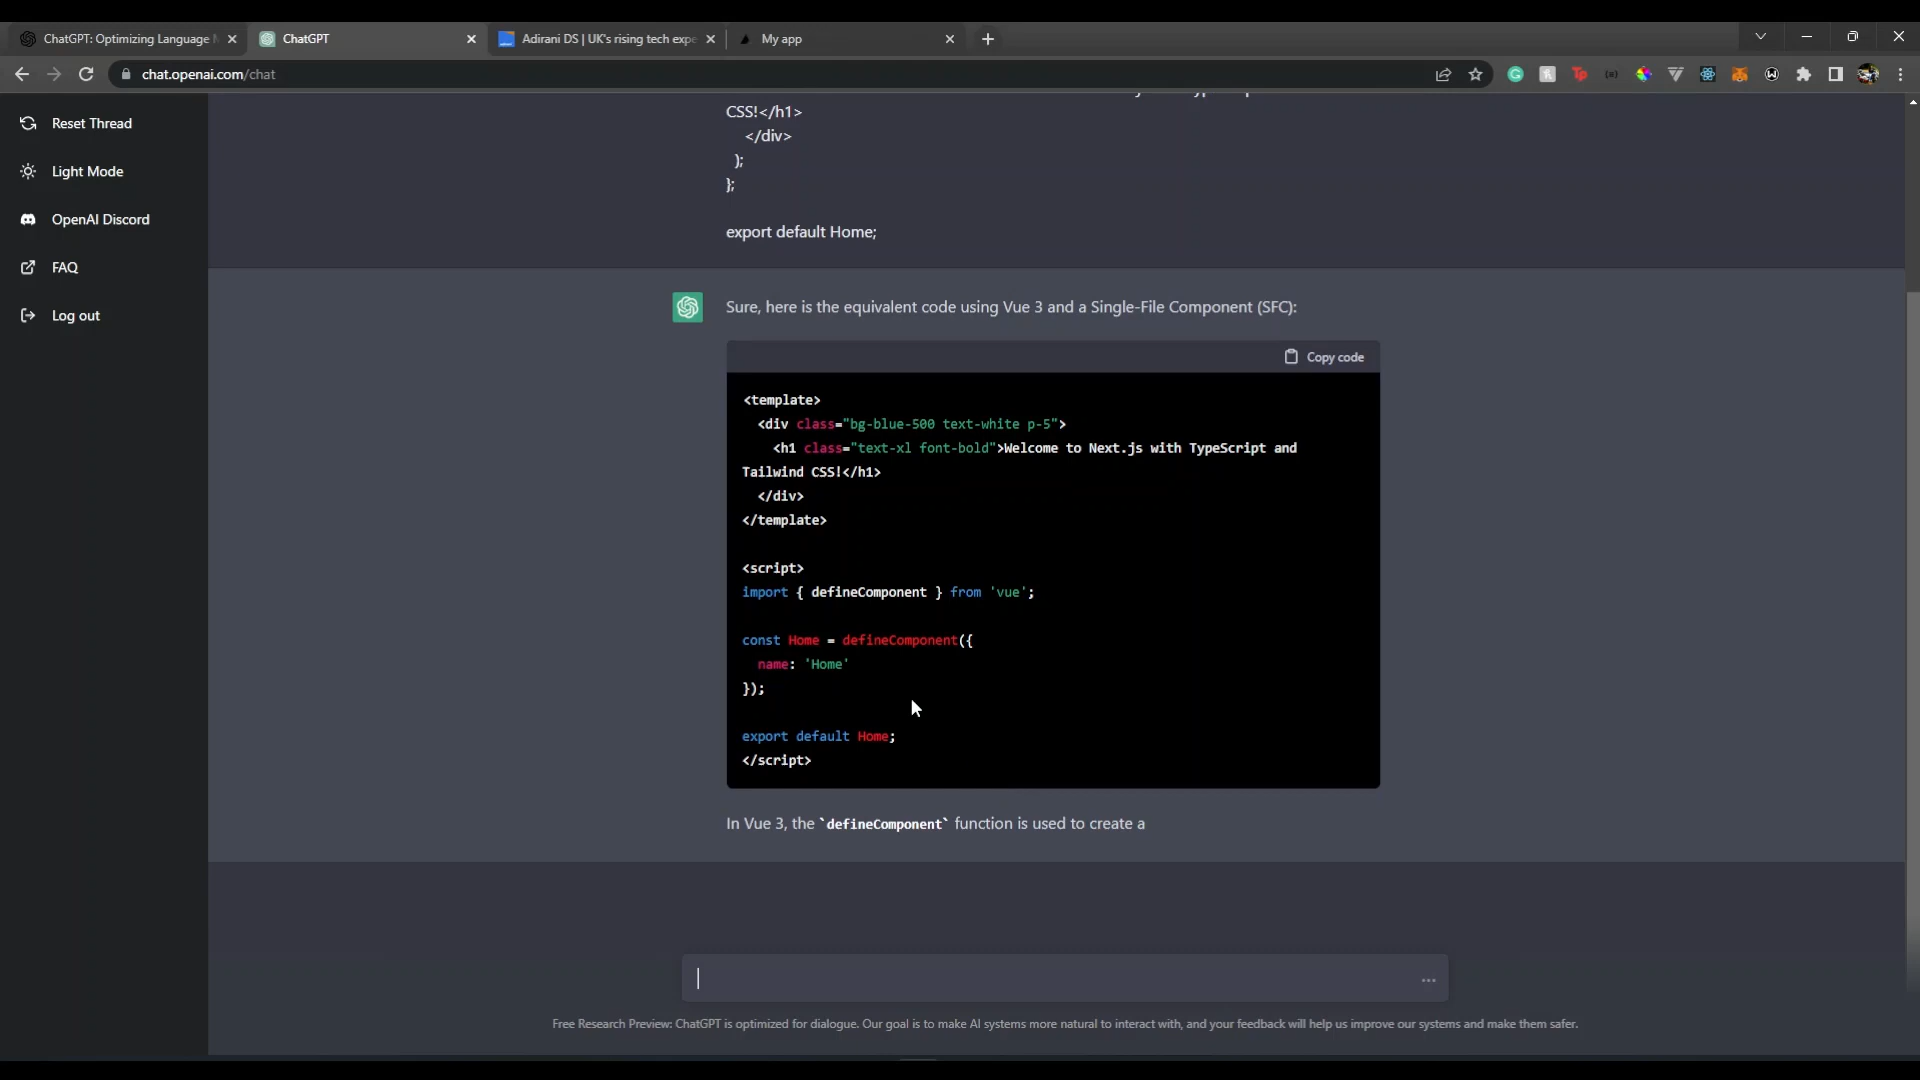 ChatGPT: Optimizing Language M
ChatGPT
Adirani DS | UK's rising tech expe
My app
chat.openai.com/chat
Reset Thread
Light Mode
OpenAI Discord
FAQ
Log out
CSS!</h1>
</div>
);
};
export default Home;
Sure, here is the equivalent code using Vue 3 and a Single-File Component (SFC):
Copy code
<template>
<div class="bg-blue-500 text-white p-5">
<h1 class="text-xl font-bold">Welcome to Next.js with TypeScript and
Tailwind CSS!</h1>
</div>
</template>
<script>
import { defineComponent } from 'vue';
const Home = defineComponent({
name: 'Home'
});
export default Home;
</script>
In Vue 3, the `defineComponent` function is used to create a
Free Research Preview: ChatGPT is optimized for dialogue. Our goal is to make AI systems more natural to interact with, and your feedback will help us improve our systems and make them safer.